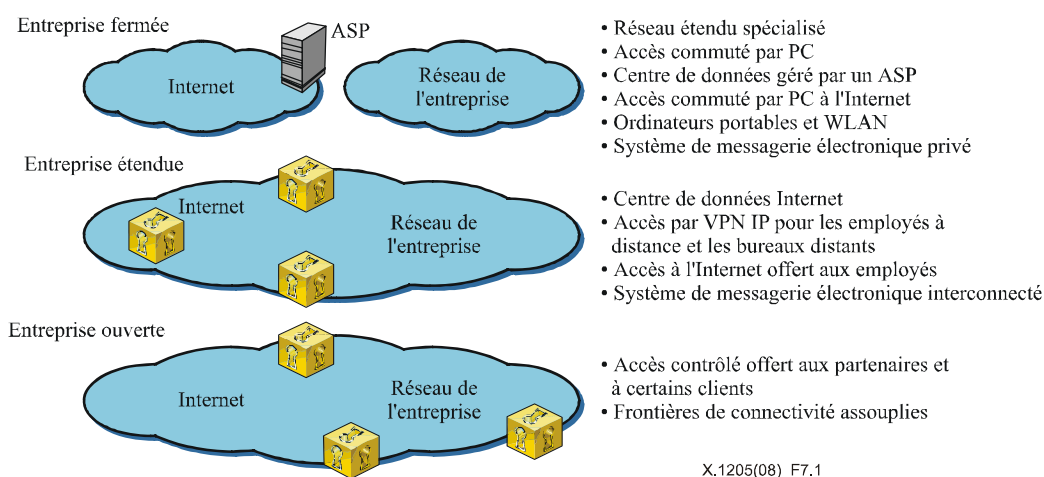 Entreprise fermée
ASP
Internet
Réseau de
l'entreprise
• Réseau étendu spécialisé
• Accès commuté par PC
• Centre de données géré par un ASP
• Accès commuté par PC à l'Internet
• Ordinateurs portables et WLAN
• Système de messagerie électronique privé
Entreprise étendue
Internet
Réseau de
l'entreprise
• Centre de données Internet
• Accès par VPN IP pour les employés à
distance et les bureaux distants
• Accès à l'Internet offert aux employés
• Système de messagerie électronique interconnecté
Entreprise ouverte
Internet
Réseau de
l'entreprise
• Accès contrôlé offert aux partenaires et
à certains clients
• Frontières de connectivité assouplies
X.1205(08) F7.1